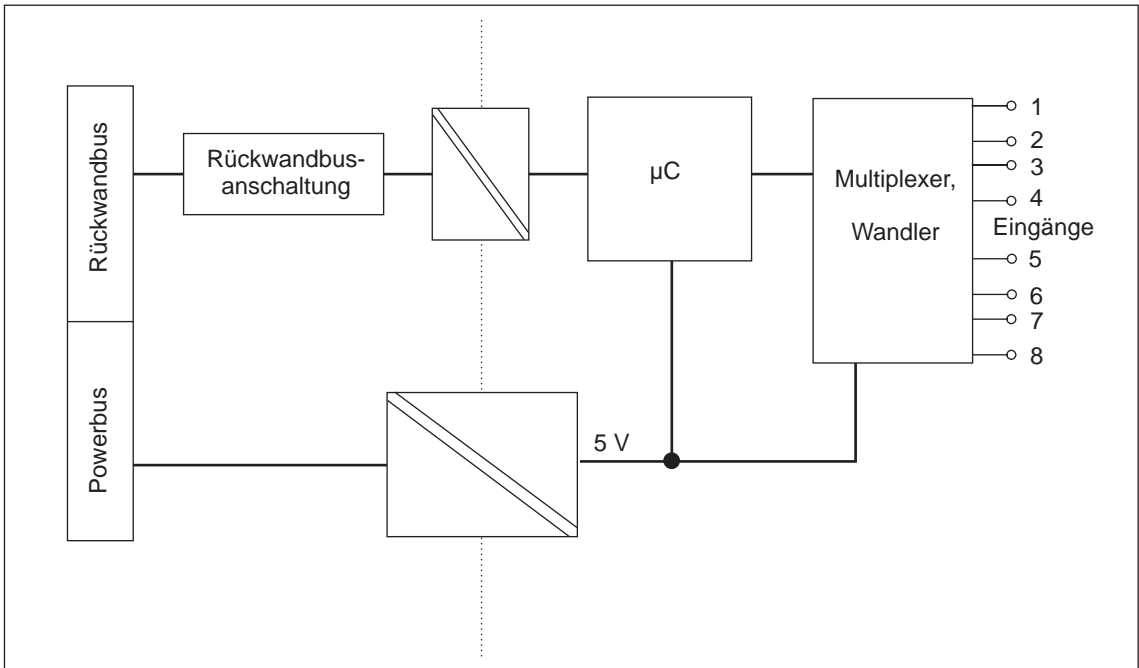 Rückwandbus
Rückwandbus-
anschaltung
µC
Multiplexer,
Wandler
1
2
3
4
Eingänge
5
6
7
8
Powerbus
5 V